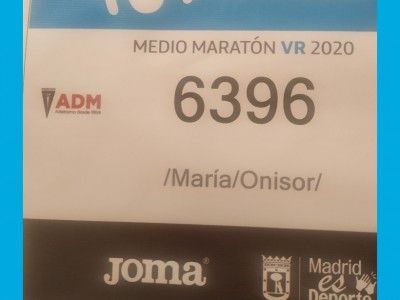 MEDIO MARATÓN VR 2020
ADM
6396
/María/Onisor/
Joma
Madrid
es
Deporte